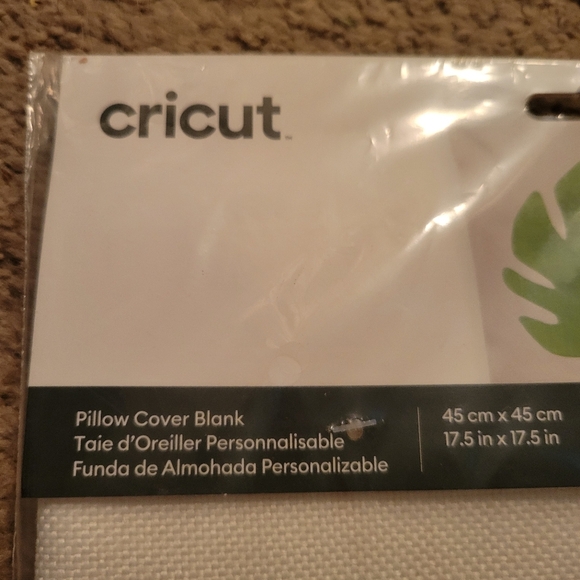 cricut™
Pillow Cover Blank
Taie d'Oreiller Personnalisable
Funda de Almohada Personalizable
45 cm x 45 cm
17.5 in x 17.5 in